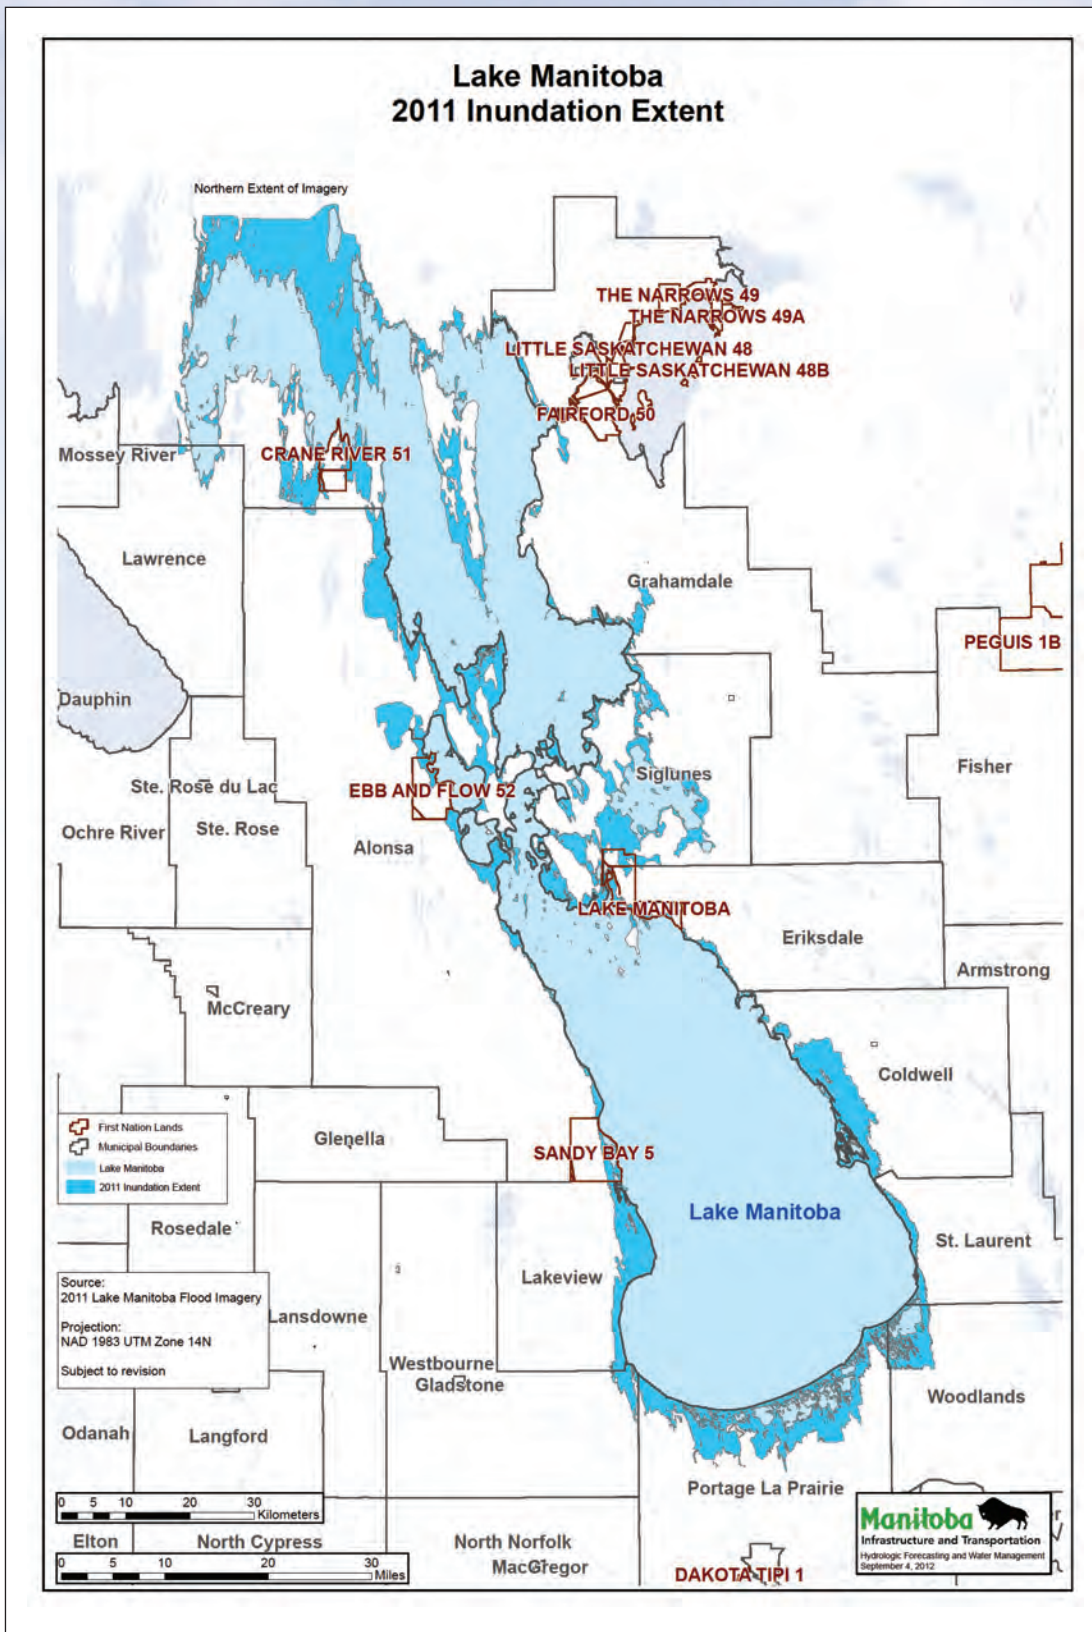 Lake Manitoba
2011 Inundation Extent
Northern Extent of Imagery
THE NARROWS 49
THE NARROWS 49A
LITTLE SASKATCHEWAN 48
LITTLE SASKATCHEWAN 48B
FAIRFORD 50
CRANE RIVER 51
Mossey River
Lawrence
Grahamdale
PEGUIS 1B
Dauphin
Fisher
Siglunes
Ste. Rose du Lac
EBB AND FLOW 52
Ochre River
Ste. Rose
Alonsa
LAKE MANITOBA
Eriksdale
Armstrong
McCreary
Coldwell
First Nation Lands
Municipal Boundaries
Lake Manitoba
2011 Inundation Extent
Glenella
SANDY BAY 5
Lake Manitoba
Rosedale
St. Laurent
Lakeview
Source:
2011 Lake Manitoba Flood Imagery
Projection:
NAD 1983 UTM Zone 14N
Subject to revision
Lansdowne
Westbourne
Gladstone
Woodlands
Odanah
Langford
Portage La Prairie
0 5 10 20 30
Kilometers
Elton
North Cypress
North Norfolk
MacGregor
0 5 10 20 30
Miles
DAKOTA TIPI 1
Manitoba
Infrastructure and Transportation
Hydrologic Forecasting and Water Management
September 4, 2012